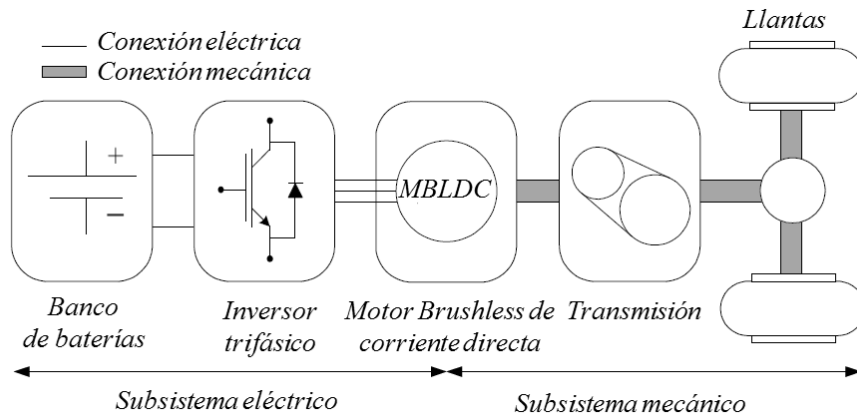 Llantas
Conexión eléctrica
Conexión mecánica
+
−
MBLDC
Banco
de baterías
Inversor
trifásico
Motor Brushless de
corriente directa
Transmisión
Subsistema eléctrico
Subsistema mecánico